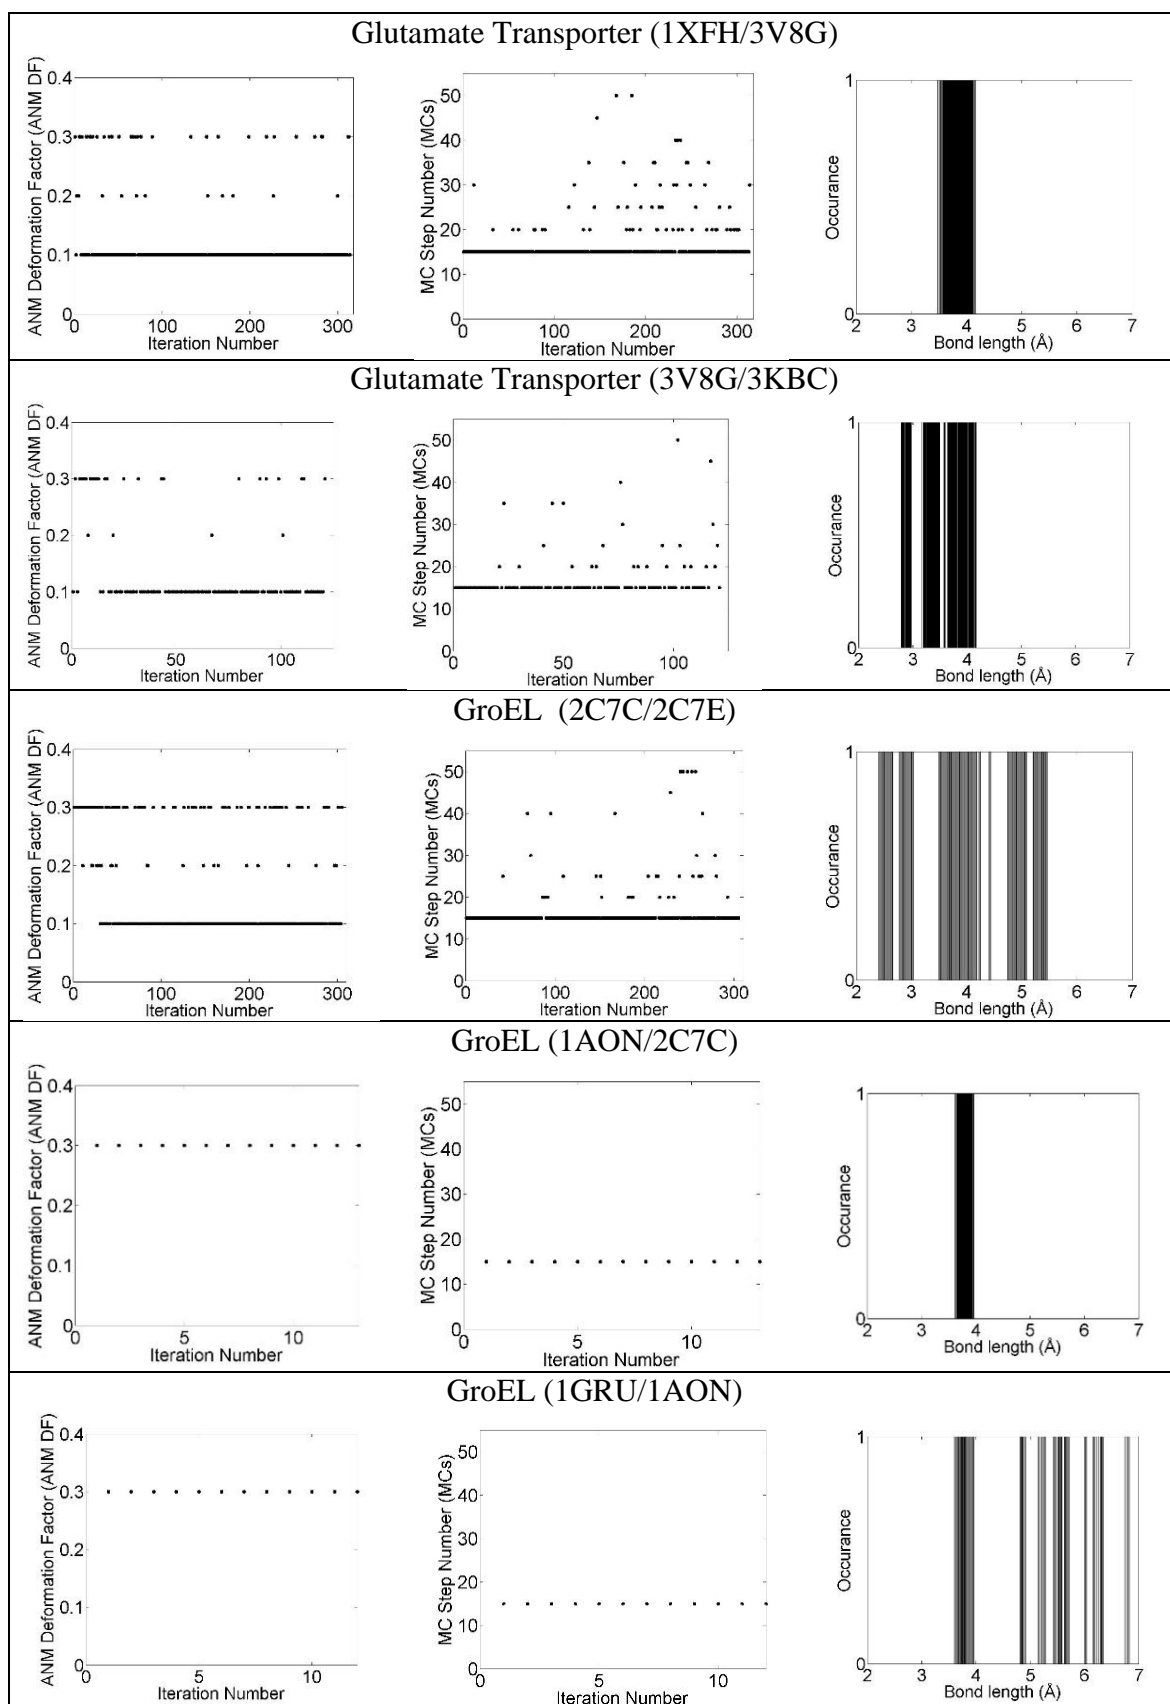 Glutamate Transporter (1XFH/3V8G)
ANM Deformation Factor (ANM DF)
0.4
0.3
0.2
0.1
0
0 100 200 300
Iteration Number
MC Step Number (MCs)
50
40
30
20
10
0
0 100 200 300
Iteration Number
Occurance
1
0
2 3 4 5 6 7
Bond length (Å)
Glutamate Transporter (3V8G/3KBC)
ANM Deformation Factor (ANM DF)
0.4
0.3
0.2
0.1
0
0 50 100
Iteration Number
MC Step Number (MCs)
50
40
30
20
10
0
0 50 100
Iteration Number
Occurance
1
0
2 3 4 5 6 7
Bond length (Å)
GroEL (2C7C/2C7E)
ANM Deformation Factor (ANM DF)
0.4
0.3
0.2
0.1
0
0 100 200 300
Iteration Number
MC Step Number (MCs)
50
40
30
20
10
0
0 100 200 300
Iteration Number
Occurance
1
0
2 3 4 5 6 7
Bond length (Å)
GroEL (1AON/2C7C)
ANM Deformation Factor (ANM DF)
0.4
0.3
0.2
0.1
0
0 5 10
Iteration Number
MC Step Number (MCs)
50
40
30
20
10
0
0 5 10
Iteration Number
Occurance
1
0
2 3 4 5 6 7
Bond length (Å)
GroEL (1GRU/1AON)
ANM Deformation Factor (ANM DF)
0.4
0.3
0.2
0.1
0
0 5 10
Iteration Number
MC Step Number (MCs)
50
40
30
20
10
0
0 5 10
Iteration Number
Occurance
1
0
2 3 4 5 6 7
Bond length (Å)